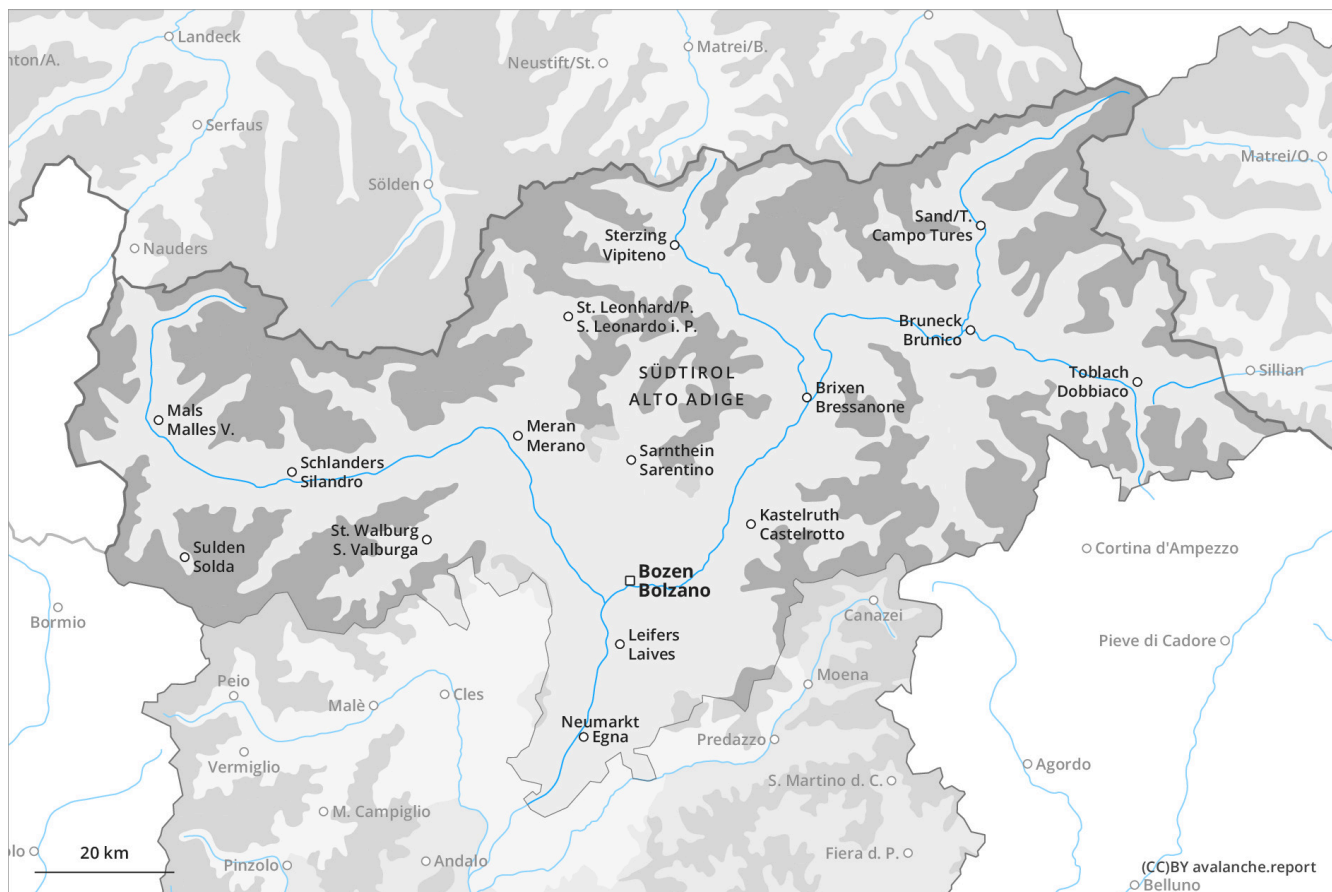 Landeck
nton/A.
Matrei/B.
Neustift/St.
Serfaus
Sölden
Matrei/O.
Nauders
Sand/T.
Campo Tures
Sterzing
Vipiteno
St. Leonhard/P.
S. Leonardo i. P.
Bruneck
Brunico
SÜDTIROL
ALTO ADIGE
Toblach
Dobbiaco
Sillian
Brixen
Bressanone
Mals
Malles V.
Meran
Merano
Schlanders
Silandro
Sarnthein
Sarentino
Kastelruth
Castelrotto
St. Walburg
S. Valburga
Sulden
Solda
Cortina d'Ampezzo
Bozen
Bolzano
Bormio
Canazei
Leifers
Laives
Pieve di Cadore
Peio
Malè
Cles
Moena
Neumarkt
Egna
Predazzo
Vermiglio
Agordo
S. Martino d. C.
M. Campiglio
olo
20 km
Pinzolo
Andalo
Fiera d. P.
(CC)BY avalanche.report
Belluno